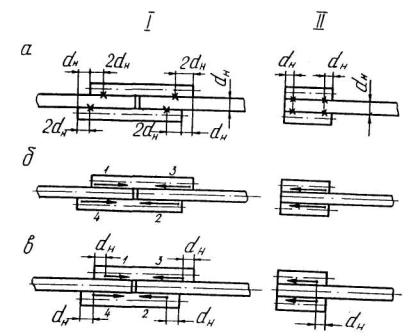 I II
а
dн 2dн 2dн dн dн dн
dн
2dн 2dн dн dн
б
1 3
4 2
в
dн 1 3 dн
dн 4 2 dн dн